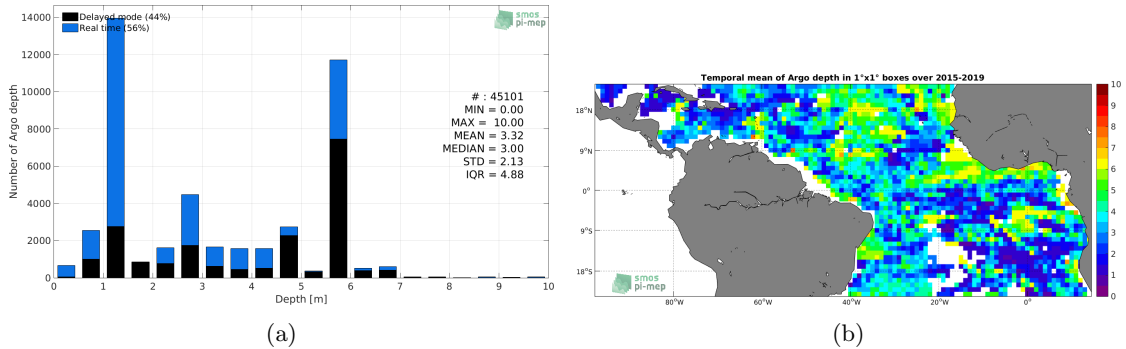 Delayed mode (44%)
Real time (56%)
smos
pi-mep
14000
12000
10000
8000
6000
4000
2000
0
Number of Argo depth
# : 45101
MIN = 0.00
MAX = 10.00
MEAN = 3.32
MEDIAN = 3.00
STD = 2.13
IQR = 4.88
0 1 2 3 4 5 6 7 8 9 10
Depth [m]
(a)
Temporal mean of Argo depth in 1°x1° boxes over 2015-2019
18°N
9°N
0°
9°S
18°S
80°W 60°W 40°W 20°W 0°
smos
pi-mep
10
9
8
7
6
5
4
3
2
1
0
(b)